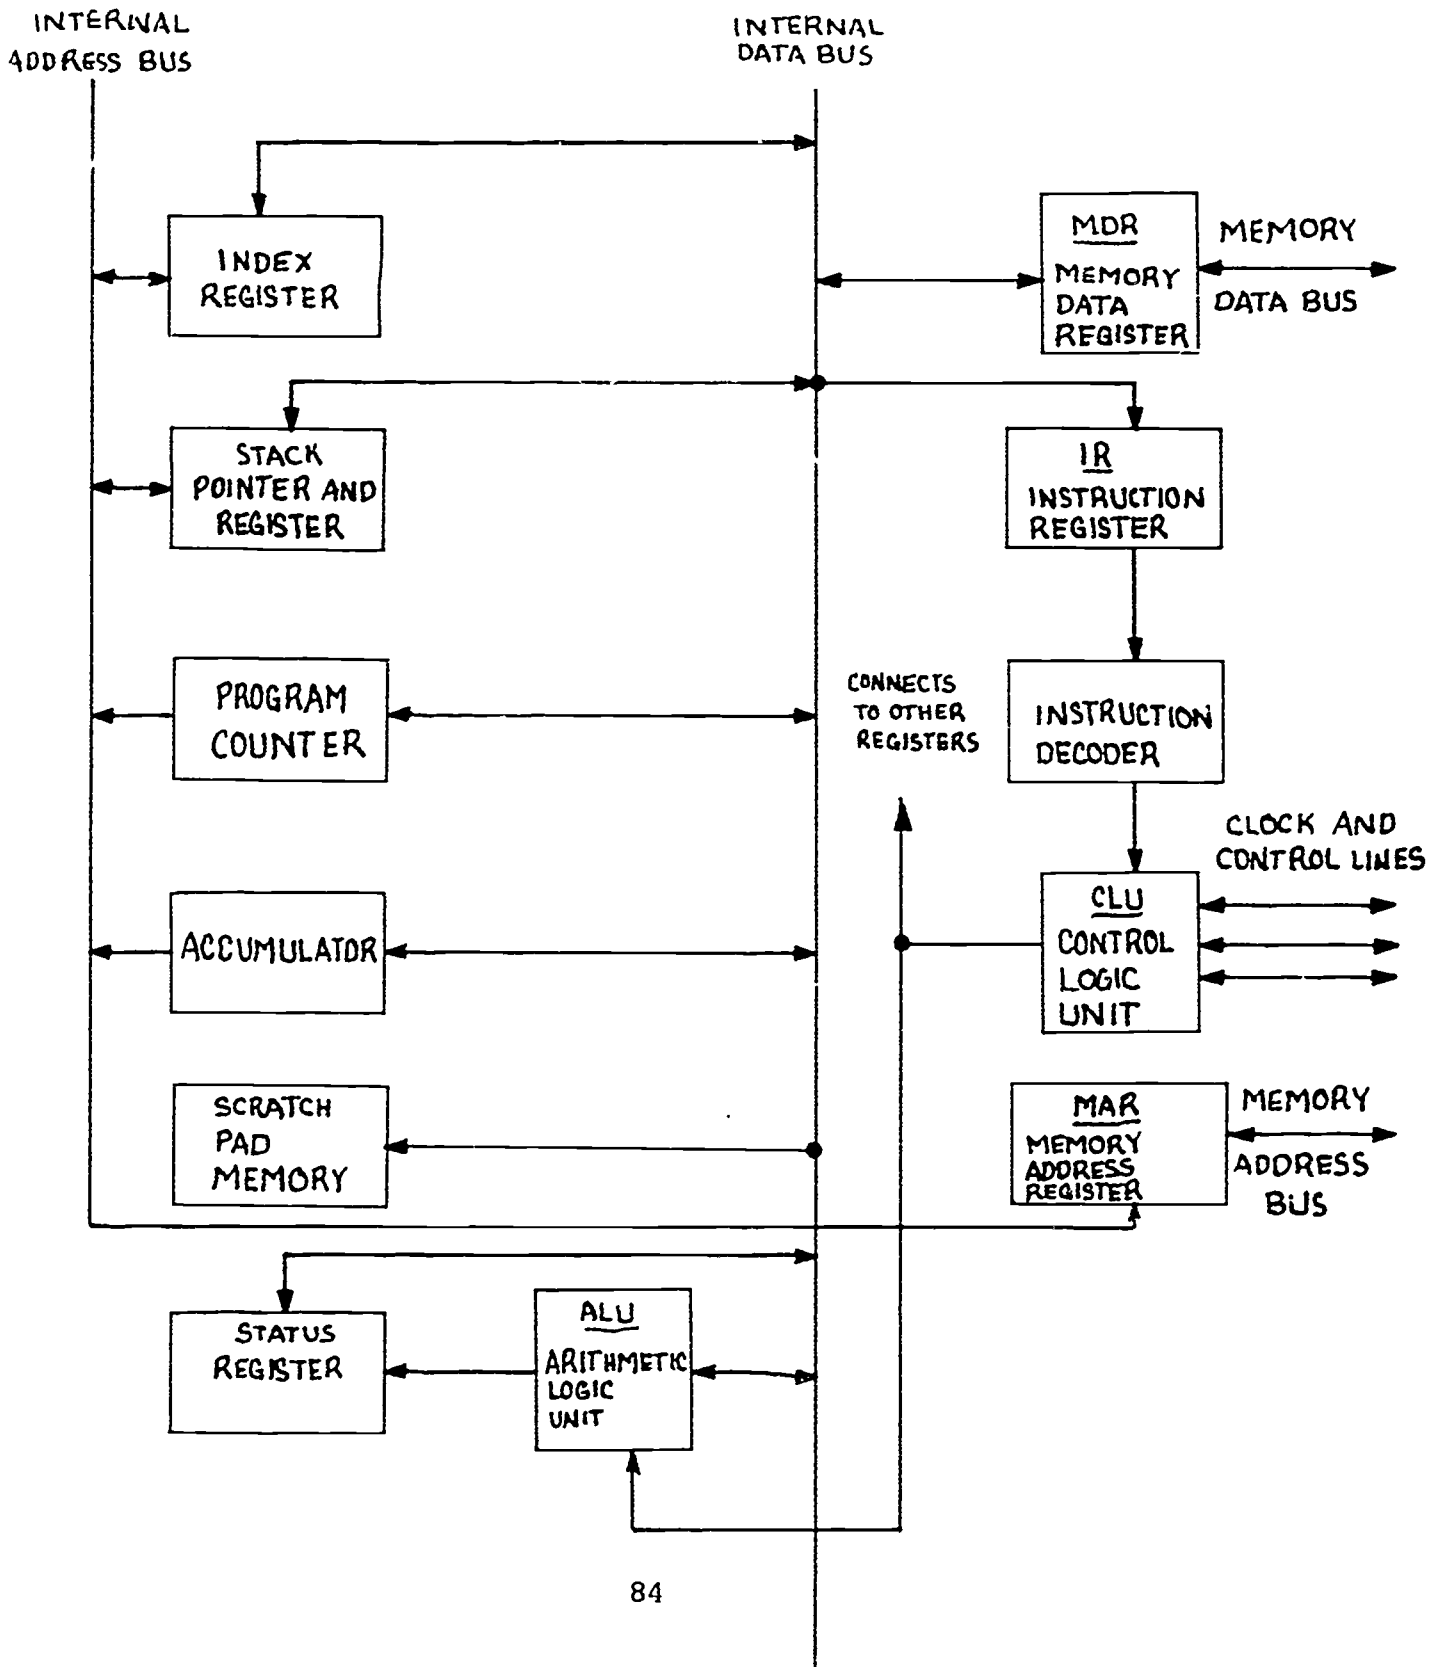 INTERNAL
ADDRESS BUS
INTERNAL
DATA BUS
INDEX
REGISTER
MDR
MEMORY
DATA
REGISTER
MEMORY
DATA BUS
STACK
POINTER AND
REGISTER
IR
INSTRUCTION
REGISTER
PROGRAM
COUNTER
CONNECTS
TO OTHER
REGISTERS
INSTRUCTION
DECODER
CLOCK AND
CONTROL LINES
ACCUMULATOR
CLU
CONTROL
LOGIC
UNIT
SCRATCH
PAD
MEMORY
MAR
MEMORY
ADDRESS
REGISTER
MEMORY
ADDRESS
BUS
STATUS
REGISTER
ALU
ARITHMETIC
LOGIC
UNIT
84